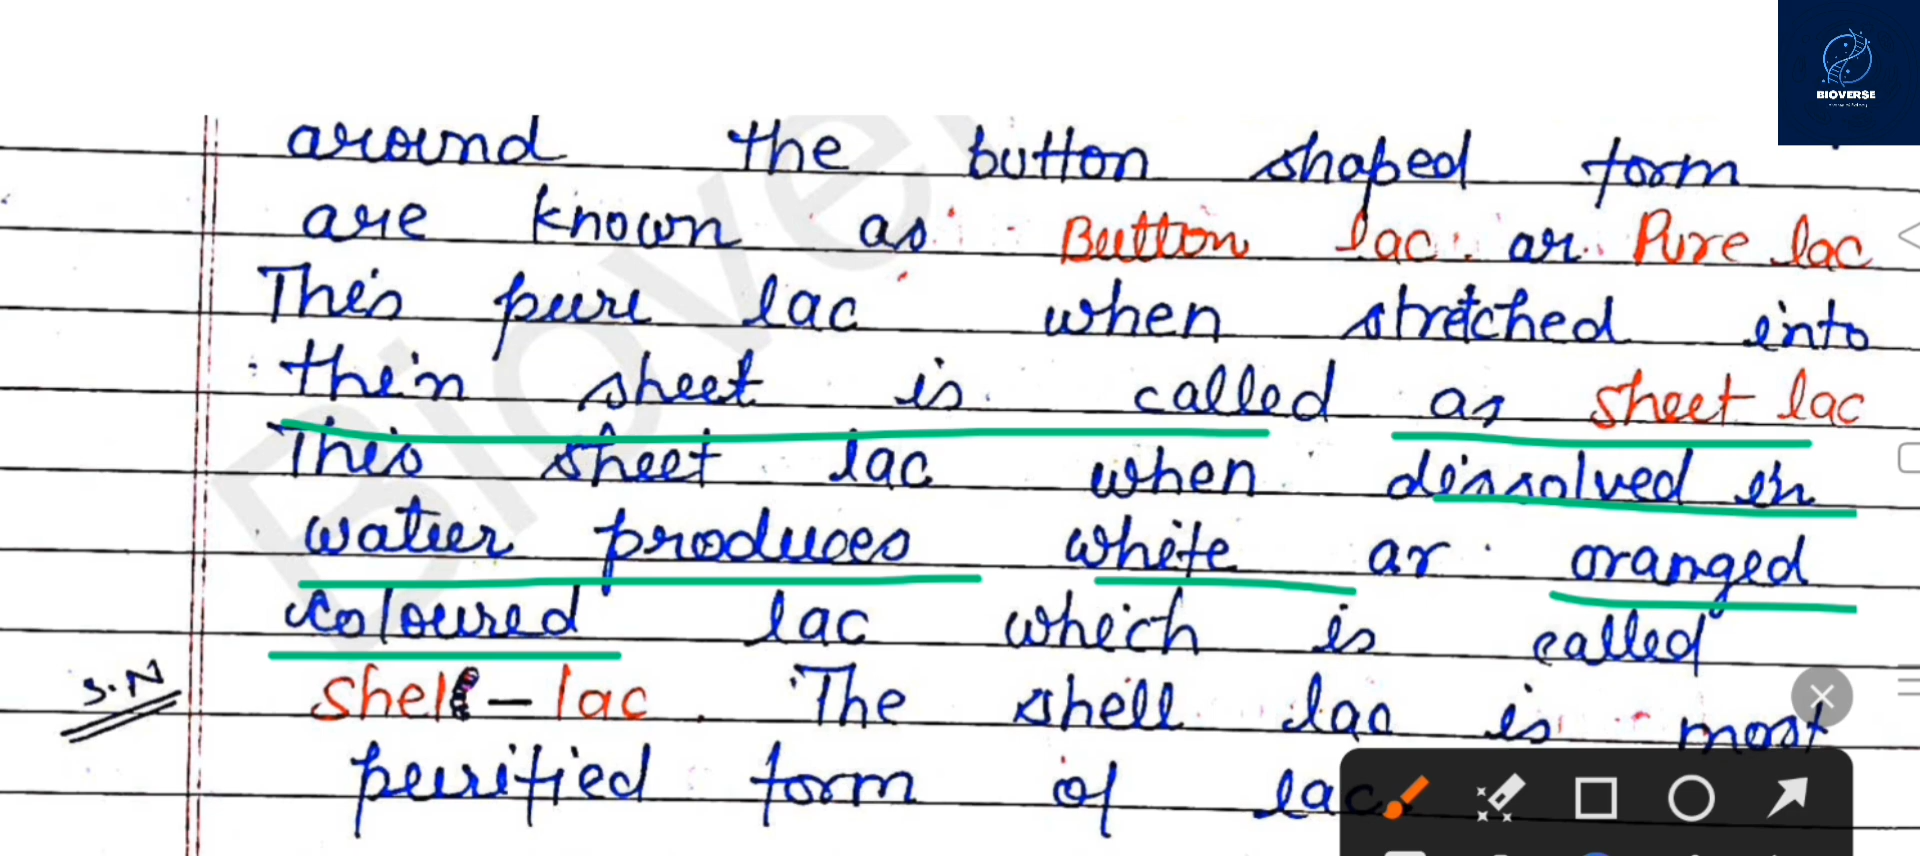 BIOVERSE
around the button shaped form
are known as Button lac or Pure lac
This pure lac when stretched into
thin sheet is called as sheet lac
This sheet lac when dissolved in
water produces white or oranged
coloured lac which is called
S.N shell-lac. The shell lac is most
purified form of lac.